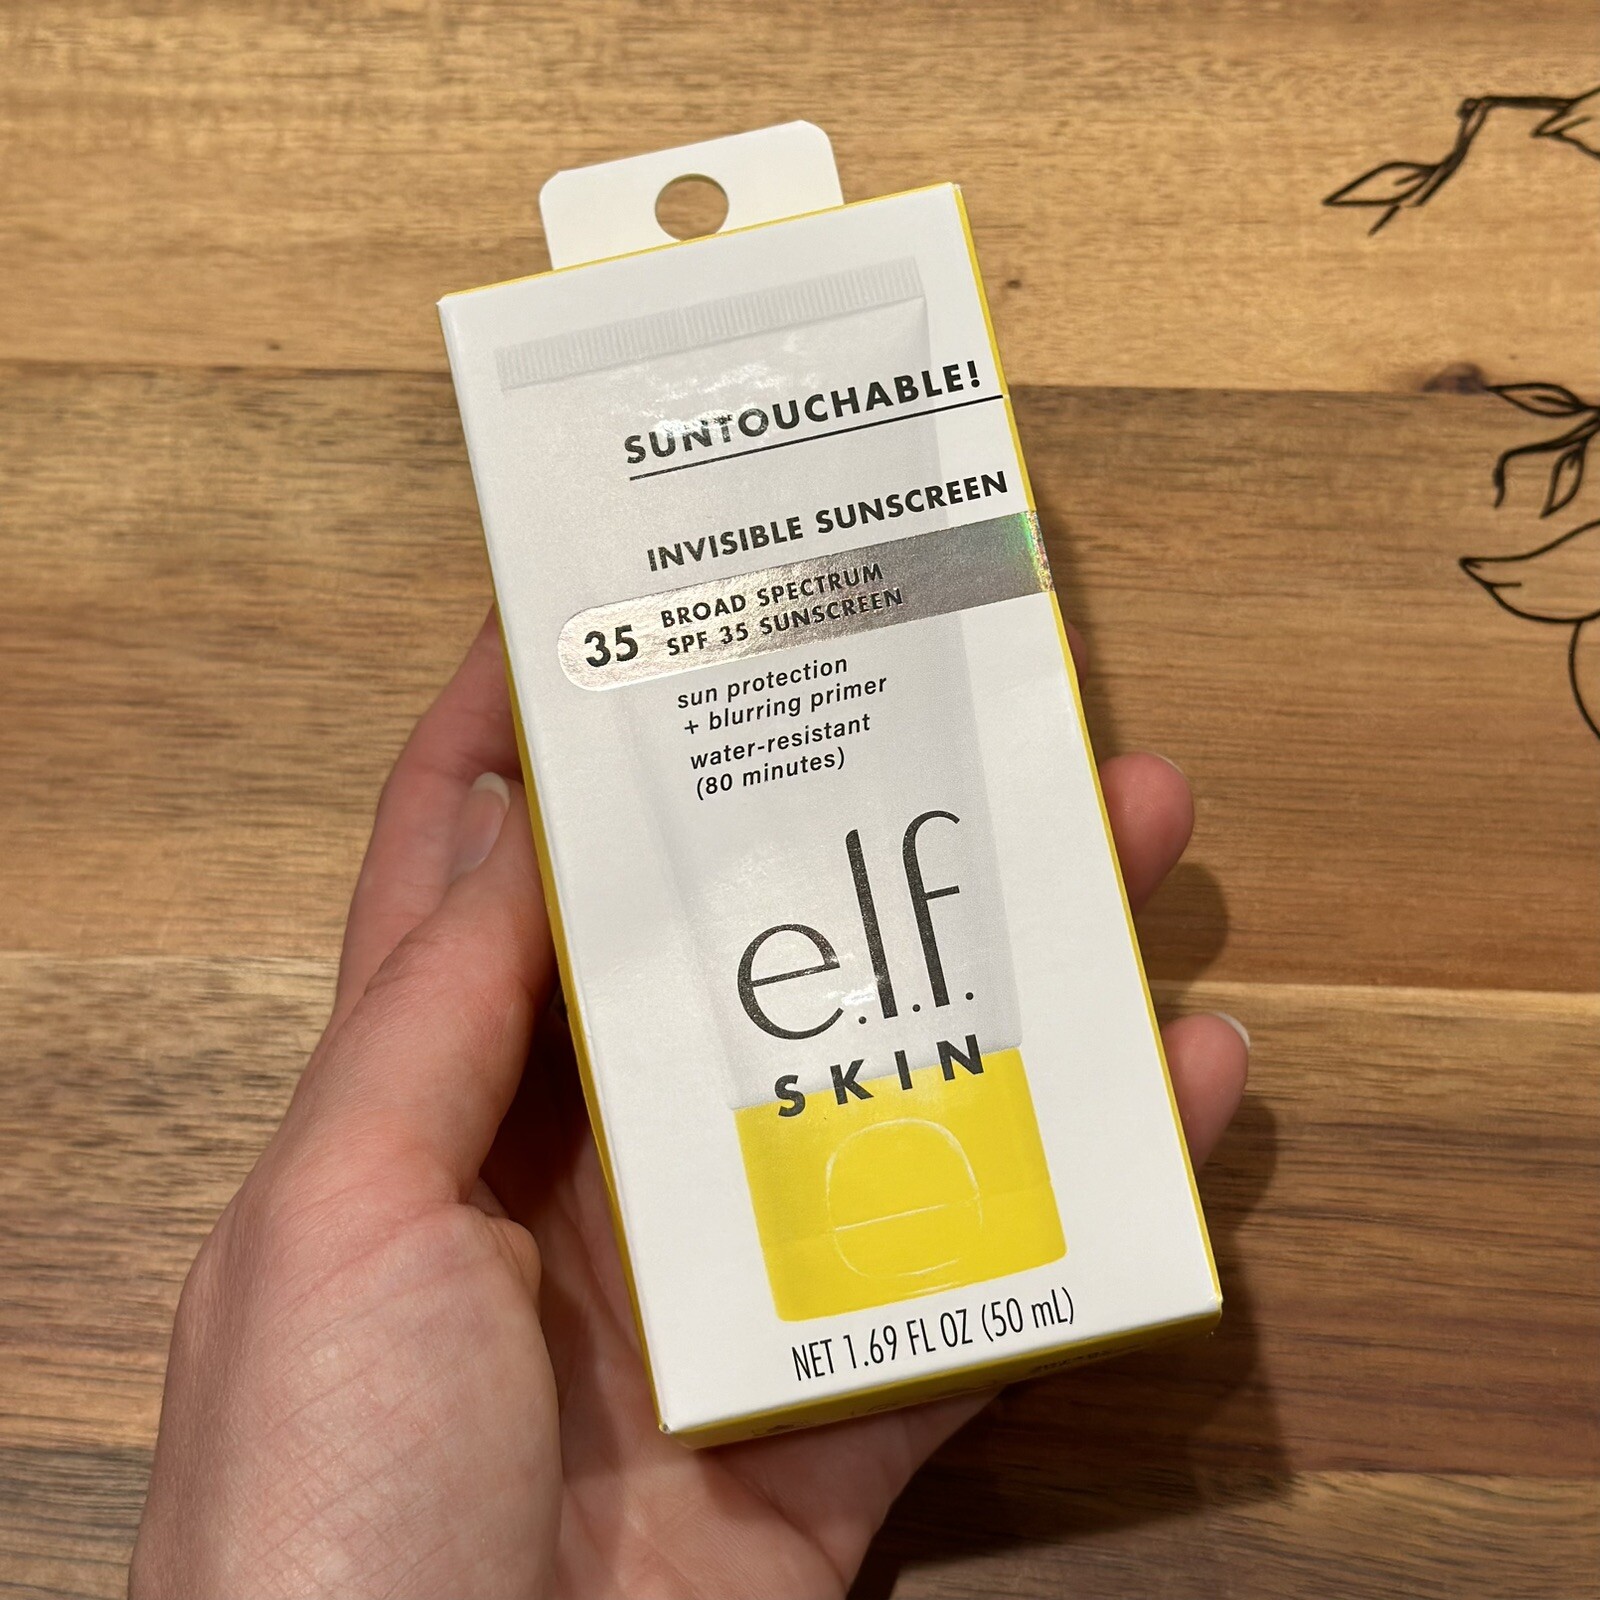 SUNTOUCHABLE!
INVISIBLE SUNSCREEN
35
BROAD SPECTRUM
SPF 35 SUNSCREEN
sun protection
+ blurring primer
water-resistant
(80 minutes)
e.l.f.
SKIN
e
NET 1.69 FL OZ (50 mL)